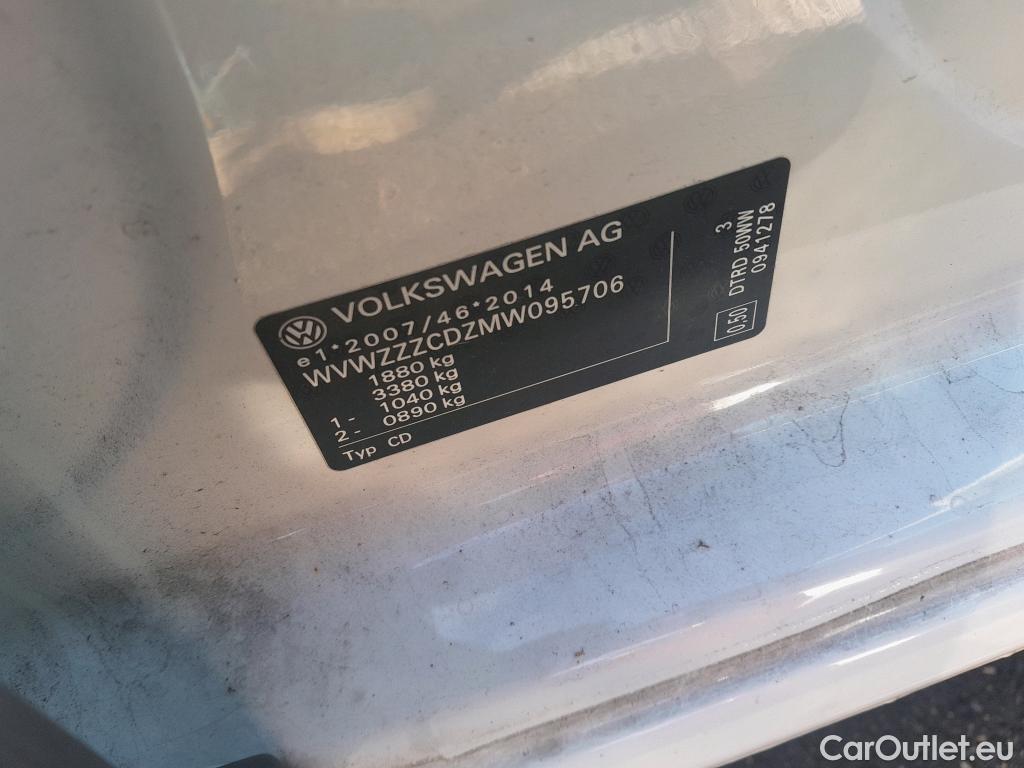 VOLKSWAGEN AG
e1*2007/46*2014
WVWZZZCDZMW095706
1880 kg
3380 kg
1- 1040 kg
2- 0890 kg
Typ CD
3
DTRD 50WW
0941278
0.50
CarOutlet.eu